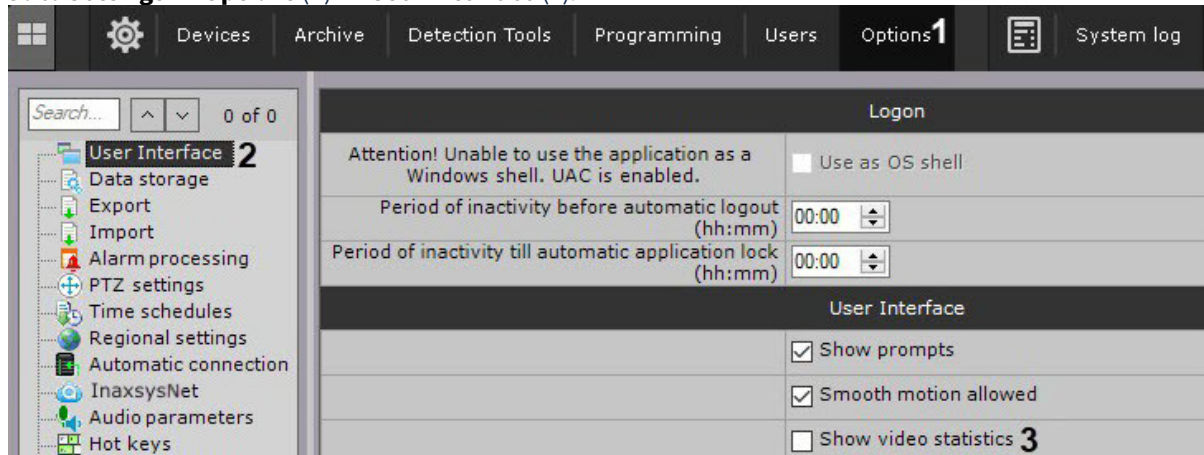 Devices Archive Detection Tools Programming Users Options 1 System log
Search... 0 of 0
User Interface 2
Data storage
Export
Import
Alarm processing
PTZ settings
Time schedules
Regional settings
Automatic connection
InaxsysNet
Audio parameters
Hot keys
Logon
Attention! Unable to use the application as a
Windows shell. UAC is enabled.
Use as OS shell
Period of inactivity before automatic logout
(hh:mm)
00:00
Period of inactivity till automatic application lock
(hh:mm)
00:00
User Interface
Show prompts
Smooth motion allowed
Show video statistics 3